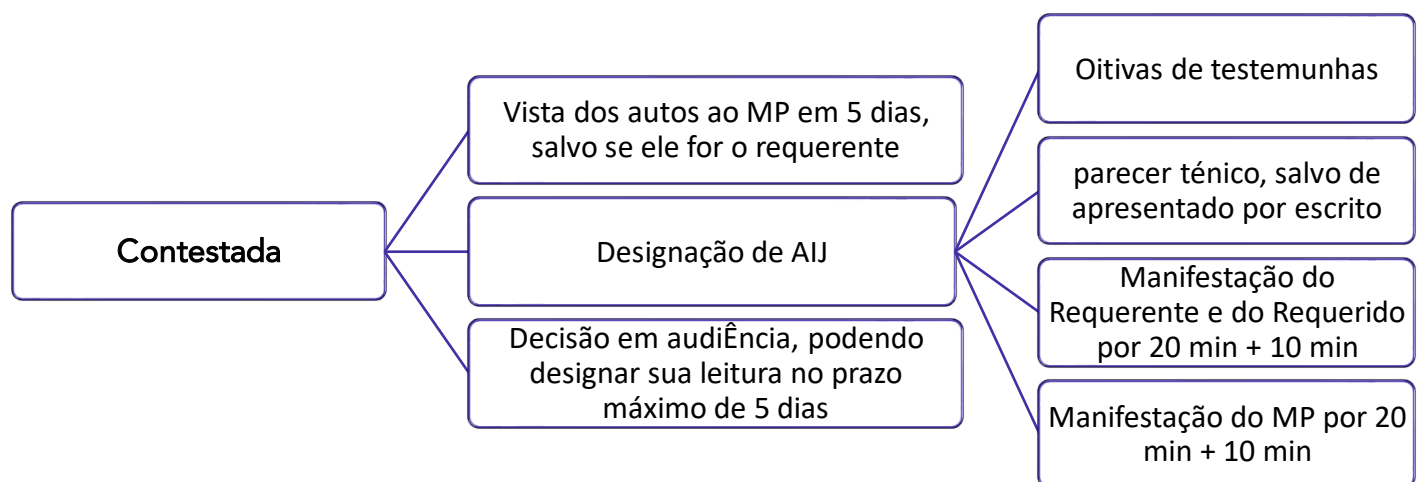 Contestada
Vista dos autos ao MP em 5 dias,
salvo se ele for o requerente
Designação de AIJ
Decisão em audiÊncia, podendo
designar sua leitura no prazo
máximo de 5 dias
Oitivas de testemunhas
parecer ténico, salvo de
apresentado por escrito
Manifestação do
Requerente e do Requerido
por 20 min + 10 min
Manifestação do MP por 20
min + 10 min